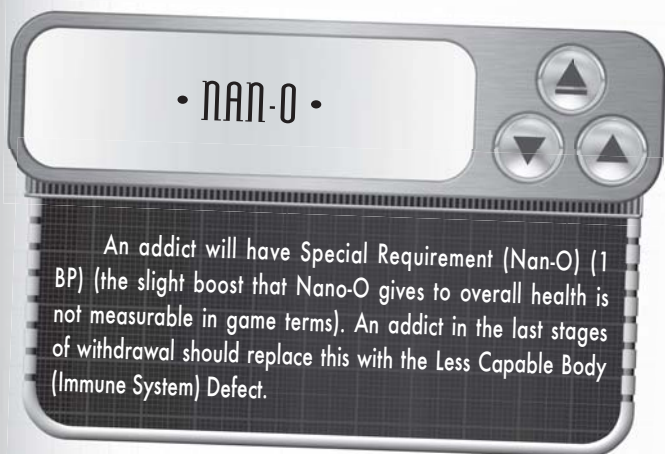 • NAN-O •
An addict will have Special Requirement (Nan-O) (1
BP) (the slight boost that Nano-O gives to overall health is
not measurable in game terms). An addict in the last stages
of withdrawal should replace this with the Less Capable Body
(Immune System) Defect.